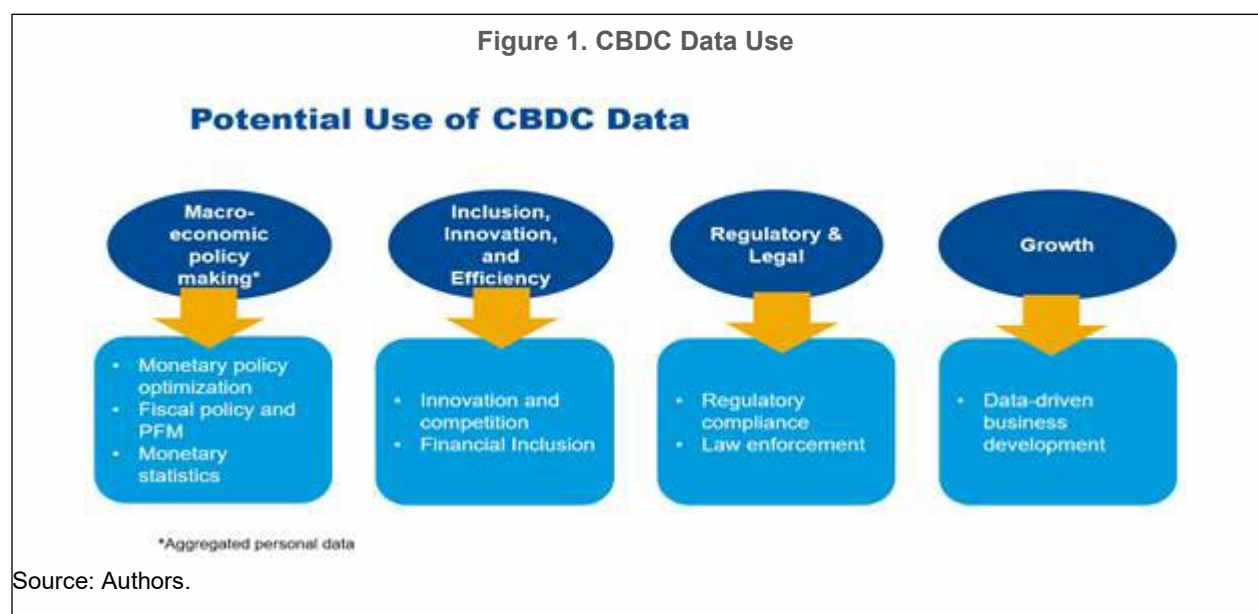 Figure 1. CBDC Data Use
Potential Use of CBDC Data
Macro-
economic
policy
making*
Inclusion,
Innovation,
and
Efficiency
Regulatory &
Legal
Growth
• Monetary policy
optimization
• Fiscal policy and
PFM
• Monetary
statistics
• Innovation and
competition
• Financial Inclusion
• Regulatory
compliance
• Law enforcement
• Data-driven
business
development
*Aggregated personal data
Source: Authors.